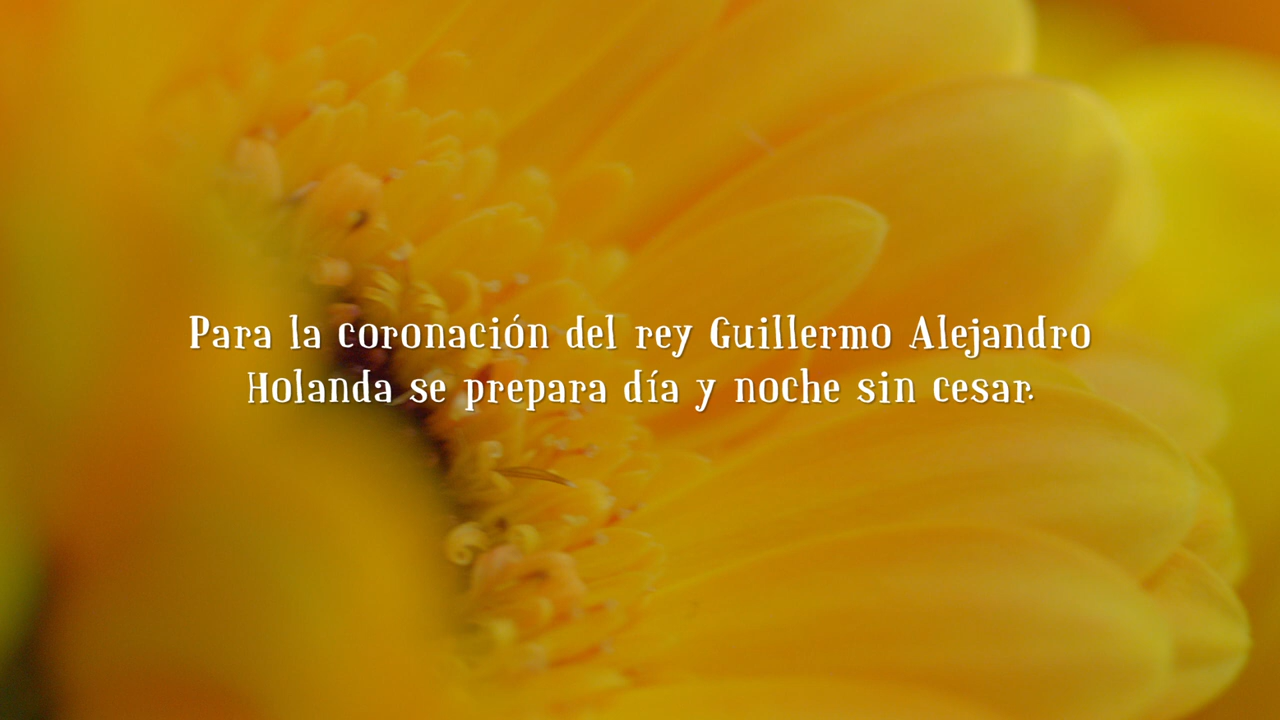 Para la coronación del rey Guillermo Alejandro
Holanda se prepara día y noche sin cesar.